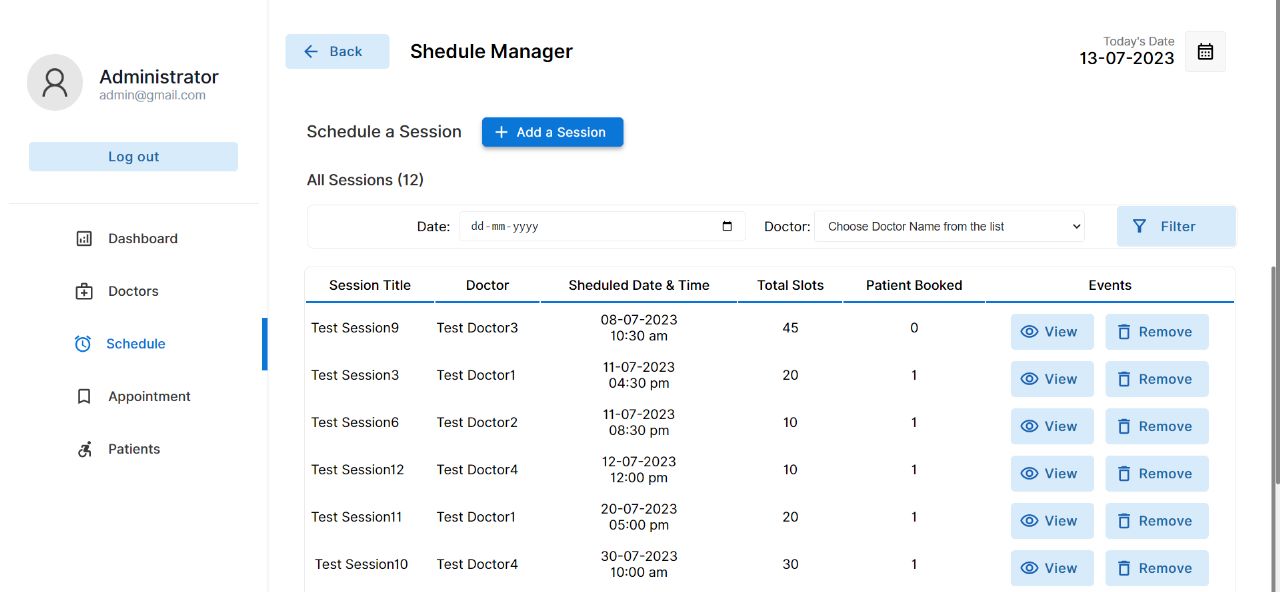 Administrator
admin@gmail.com
Log out
Dashboard
Doctors
Schedule
Appointment
Patients
Back
Shedule Manager
Today's Date
13-07-2023
Schedule a Session
+ Add a Session
All Sessions (12)
Date: dd-mm-yyyy Doctor: Choose Doctor Name from the list Filter
Session Title Doctor Sheduled Date & Time Total Slots Patient Booked Events
Test Session9 Test Doctor3 08-07-2023 10:30 am 45 0 View Remove
Test Session3 Test Doctor1 11-07-2023 04:30 pm 20 1 View Remove
Test Session6 Test Doctor2 11-07-2023 08:30 pm 10 1 View Remove
Test Session12 Test Doctor4 12-07-2023 12:00 pm 10 1 View Remove
Test Session11 Test Doctor1 20-07-2023 05:00 pm 20 1 View Remove
Test Session10 Test Doctor4 30-07-2023 10:00 am 30 1 View Remove